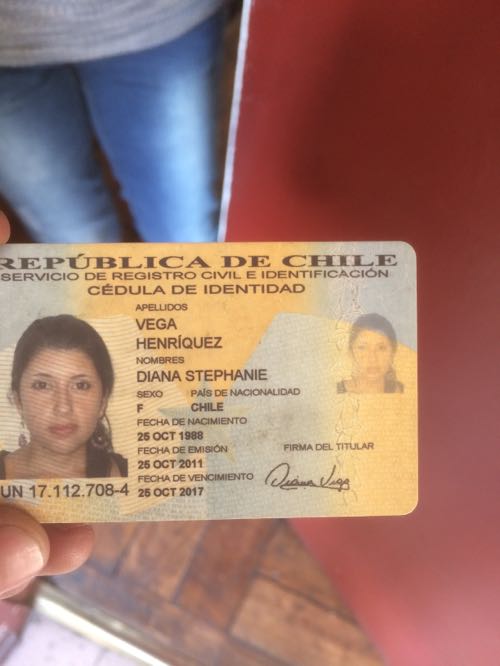 REPÚBLICA DE CHILE
SERVICIO DE REGISTRO CIVIL E IDENTIFICACIÓN
CÉDULA DE IDENTIDAD
APELLIDOS
VEGA
HENRÍQUEZ
NOMBRES
DIANA STEPHANIE
SEXO PAÍS DE NACIONALIDAD
F CHILE
FECHA DE NACIMIENTO
25 OCT 1988
FECHA DE EMISIÓN
25 OCT 2011
FIRMA DEL TITULAR
FECHA DE VENCIMIENTO
25 OCT 2017
Diana Vega
UN 17.112.708-4